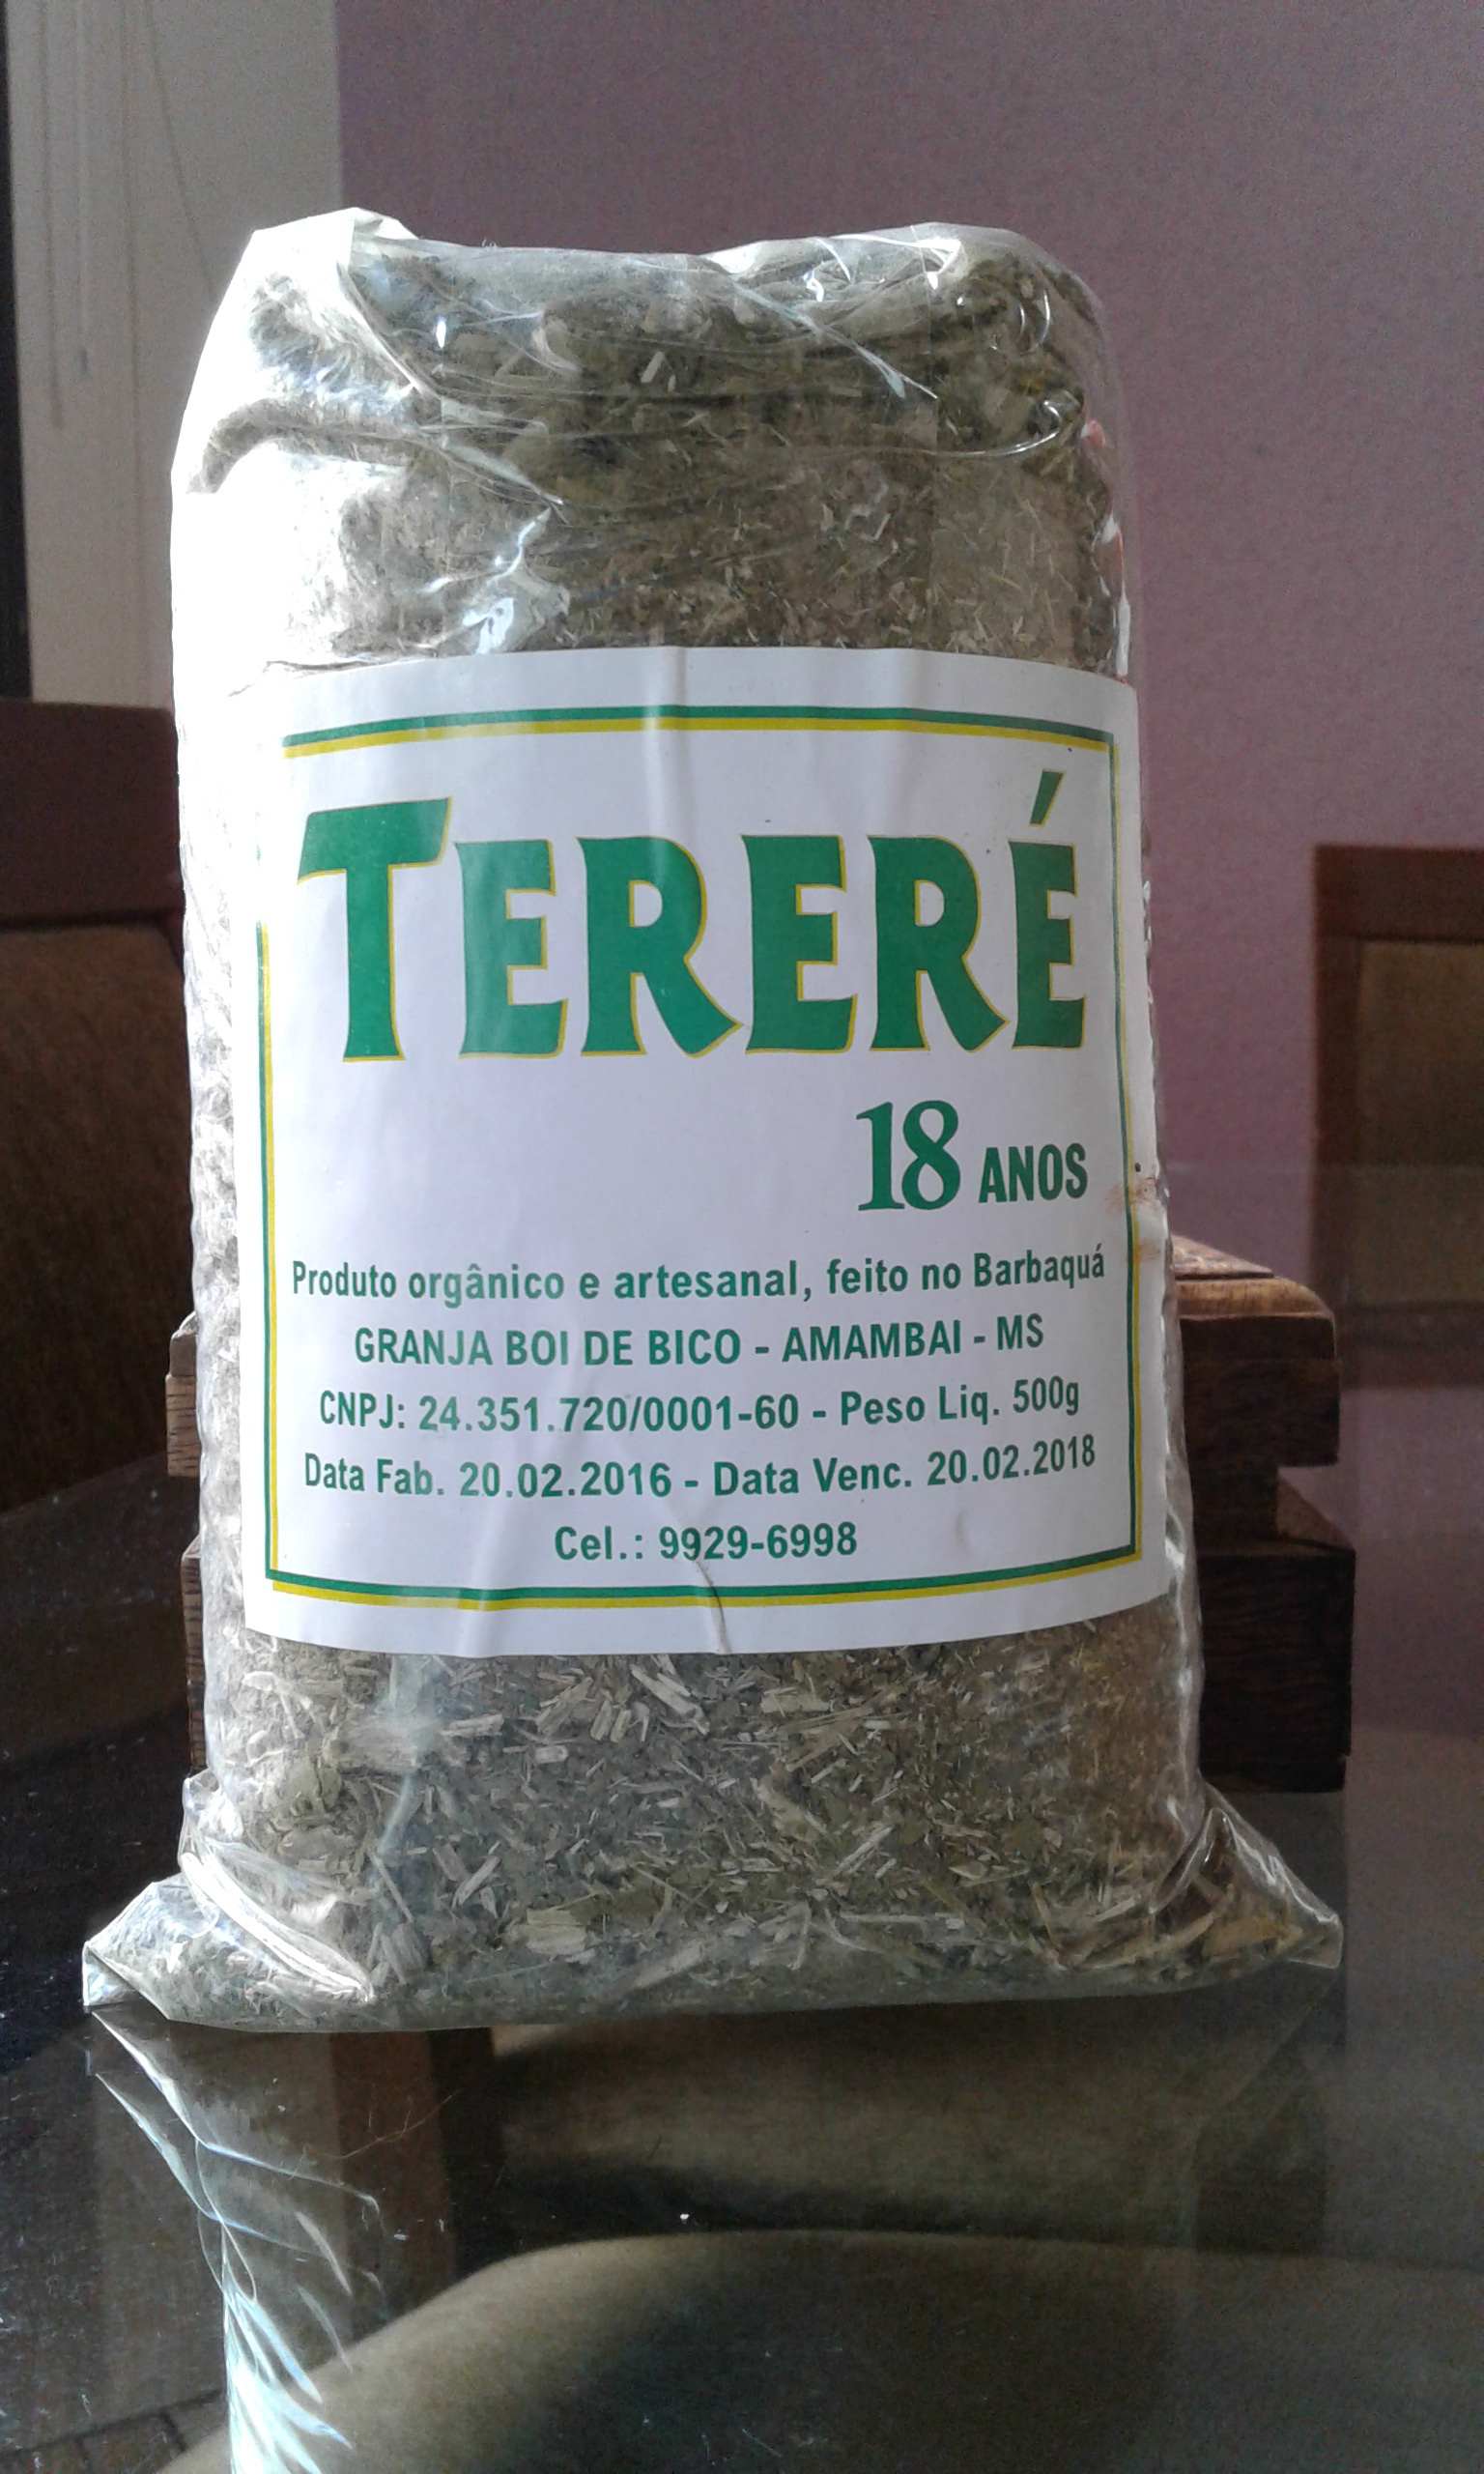 TERERÉ
18 ANOS
Produto orgânico e artesanal, feito no Barbaquá
GRANJA BOI DE BICO - AMAMBAI - MS
CNPJ: 24.351.720/0001-60 - Peso Liq. 500g
Data Fab. 20.02.2016 - Data Venc. 20.02.2018
Cel.: 9929-6998